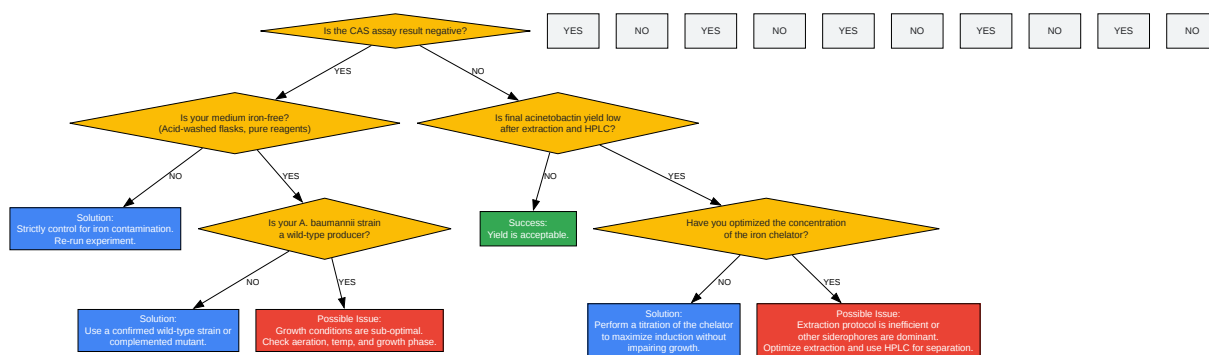 Is the CAS assay result negative?
YES
NO
YES
NO
YES
NO
YES
NO
YES
NO
YES
NO
Is your medium iron-free?
(Acid-washed flasks, pure reagents)
Is final acinetobactin yield low
after extraction and HPLC?
NO
YES
NO
YES
Solution:
Strictly control for iron contamination.
Re-run experiment.
Is your A. baumannii strain
a wild-type producer?
Success:
Yield is acceptable.
Have you optimized the concentration
of the iron chelator?
NO
YES
NO
YES
Solution:
Use a confirmed wild-type strain or
complemented mutant.
Possible Issue:
Growth conditions are sub-optimal.
Check aeration, temp, and growth phase.
Solution:
Perform a titration of the chelator
to maximize induction without
impairing growth.
Possible Issue:
Extraction protocol is inefficient or
other siderophores are dominant.
Optimize extraction and use HPLC for separation.